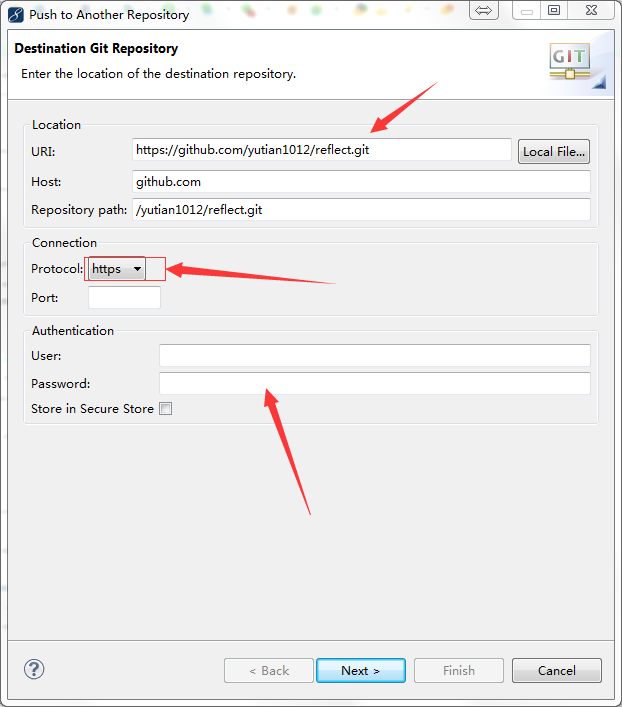 Push to Another Repository
Destination Git Repository
Enter the location of the destination repository.
GIT
Location
URI: https://github.com/yutian1012/reflect.git Local File...
Host: github.com
Repository path: /yutian1012/reflect.git
Connection
Protocol: https
Port:
Authentication
User:
Password:
Store in Secure Store
?
< Back Next > Finish Cancel